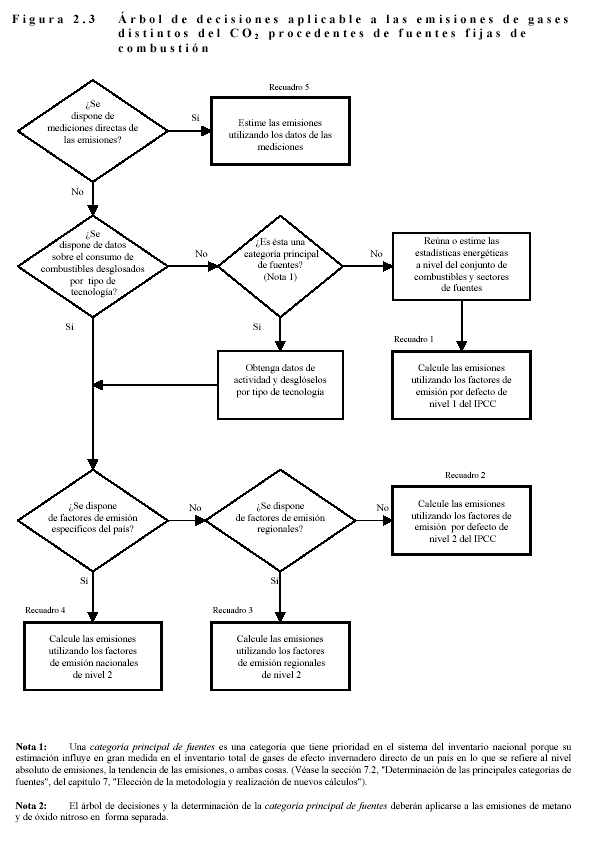 Figura 2.3 Árbol de decisiones aplicable a las emisiones de gases
distintos del CO₂ procedentes de fuentes fijas de
combustión
Recuadro 5
¿Se
dispone de
mediciones directas de
las emisiones?
Sí
Estime las emisiones
utilizando los datos de las
mediciones
No
¿Se
dispone de datos
sobre el consumo de
combustibles desglosados
por tipo de
tecnología?
No
¿Es ésta una
categoría principal
de fuentes?
(Nota 1)
No
Reúna o estime las
estadísticas energéticas
a nivel del conjunto de
combustibles y sectores
de fuentes
Sí
Sí
Recuadro 1
Obtenga datos de
actividad y desglóselos
por tipo de tecnología
Calcule las emisiones
utilizando los factores de
emisión por defecto de
nivel 1 del IPCC
Recuadro 2
¿Se dispone
de factores de emisión
específicos del país?
No
¿Se dispone
de factores de emisión
regionales?
No
Calcule las emisiones
utilizando los factores de
emisión por defecto de
nivel 2 del IPCC
Sí
Sí
Recuadro 4
Recuadro 3
Calcule las emisiones
utilizando los factores
de emisión nacionales
de nivel 2
Calcule las emisiones
utilizando los factores
de emisión regionales
de nivel 2
Nota 1: Una categoría principal de fuentes es una categoría que tiene prioridad en el sistema del inventario nacional porque su
estimación influye en gran medida en el inventario total de gases de efecto invernadero directo de un país en lo que se refiere al nivel
absoluto de emisiones, la tendencia de las emisiones, o ambas cosas. (Véase la sección 7.2, "Determinación de las principales categorías de
fuentes", del capítulo 7, "Elección de la metodología y realización de nuevos cálculos").
Nota 2: El árbol de decisiones y la determinación de la categoría principal de fuentes deberán aplicarse a las emisiones de metano
y de óxido nitroso en forma separada.